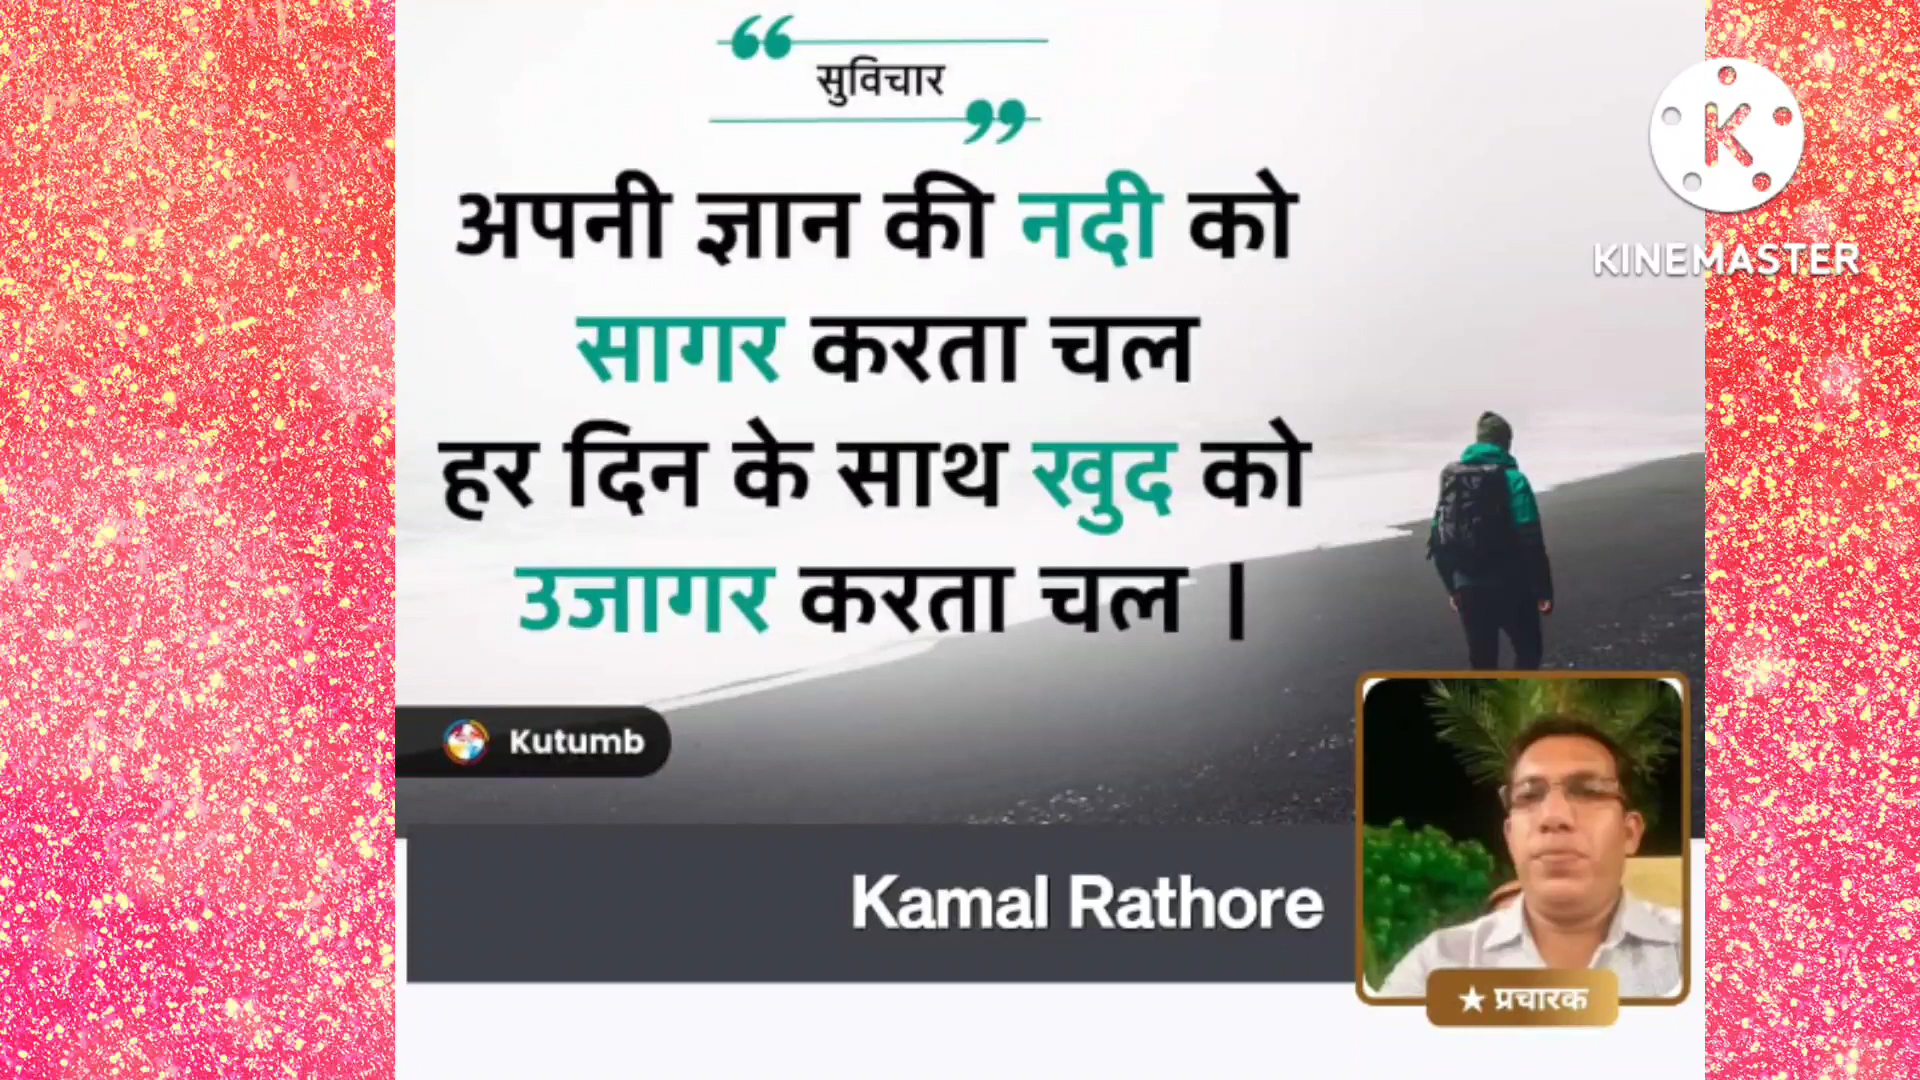 सुविचार
अपनी ज्ञान की नदी को
सागर करता चल
हर दिन के साथ खुद को
उजागर करता चल ।
KINEMASTER
Kutumb
Kamal Rathore
★ प्रचारक